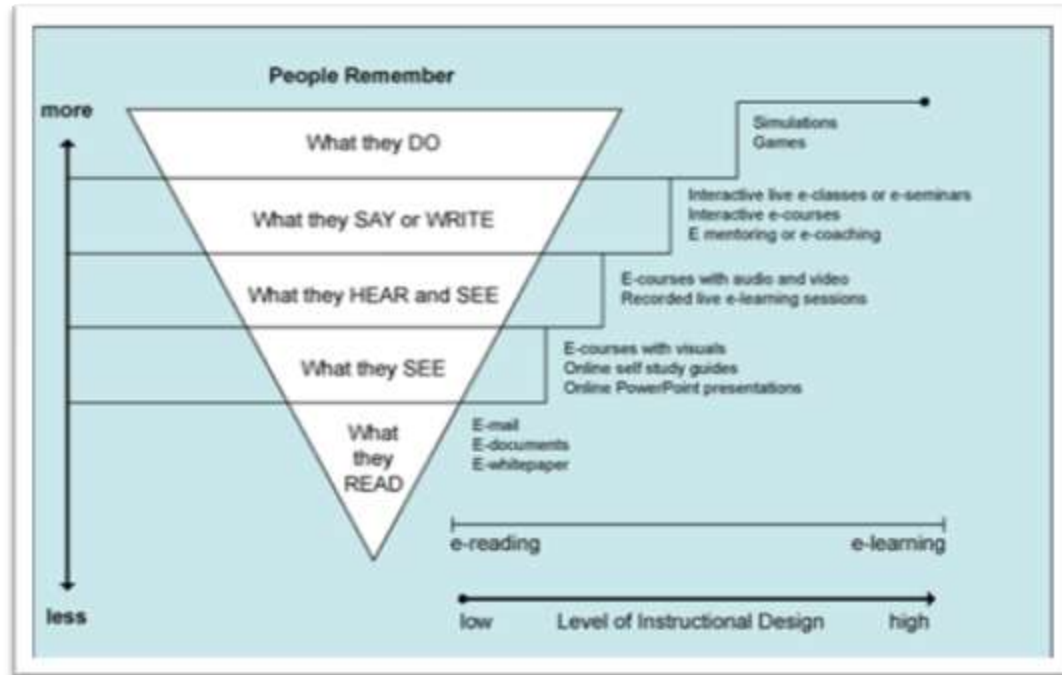 People Remember
more
What they DO
Simulations
Games
What they SAY or WRITE
Interactive live e-classes or e-seminars
Interactive e-courses
E mentoring or e-coaching
What they HEAR and SEE
E-courses with audio and video
Recorded live e-learning sessions
What they SEE
E-courses with visuals
Online self study guides
Online PowerPoint presentations
What
they
READ
E-mail
E-documents
E-whitepaper
e-reading
e-learning
less
low
Level of Instructional Design
high